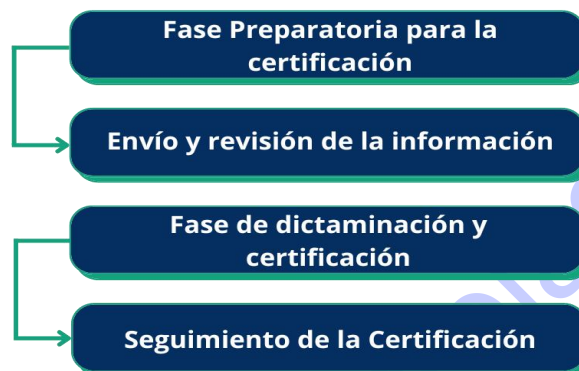 Fase Preparatoria para la
certificación
Envío y revisión de la información
Fase de dictaminación y
certificación
Seguimiento de la Certificación